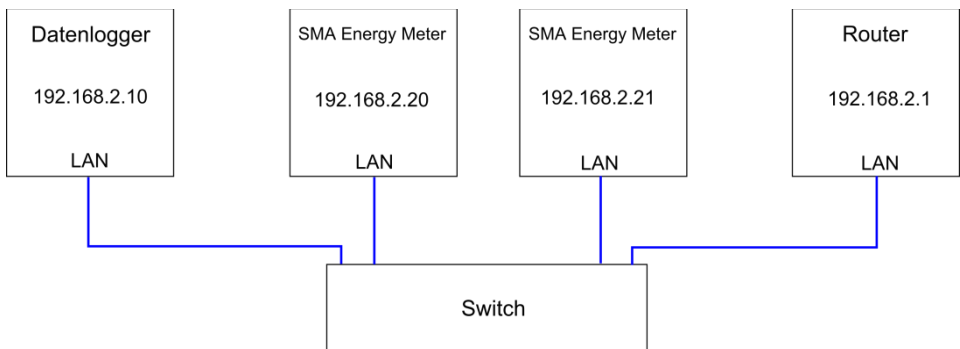 Datenlogger
192.168.2.10
LAN
SMA Energy Meter
192.168.2.20
LAN
SMA Energy Meter
192.168.2.21
LAN
Router
192.168.2.1
LAN
Switch